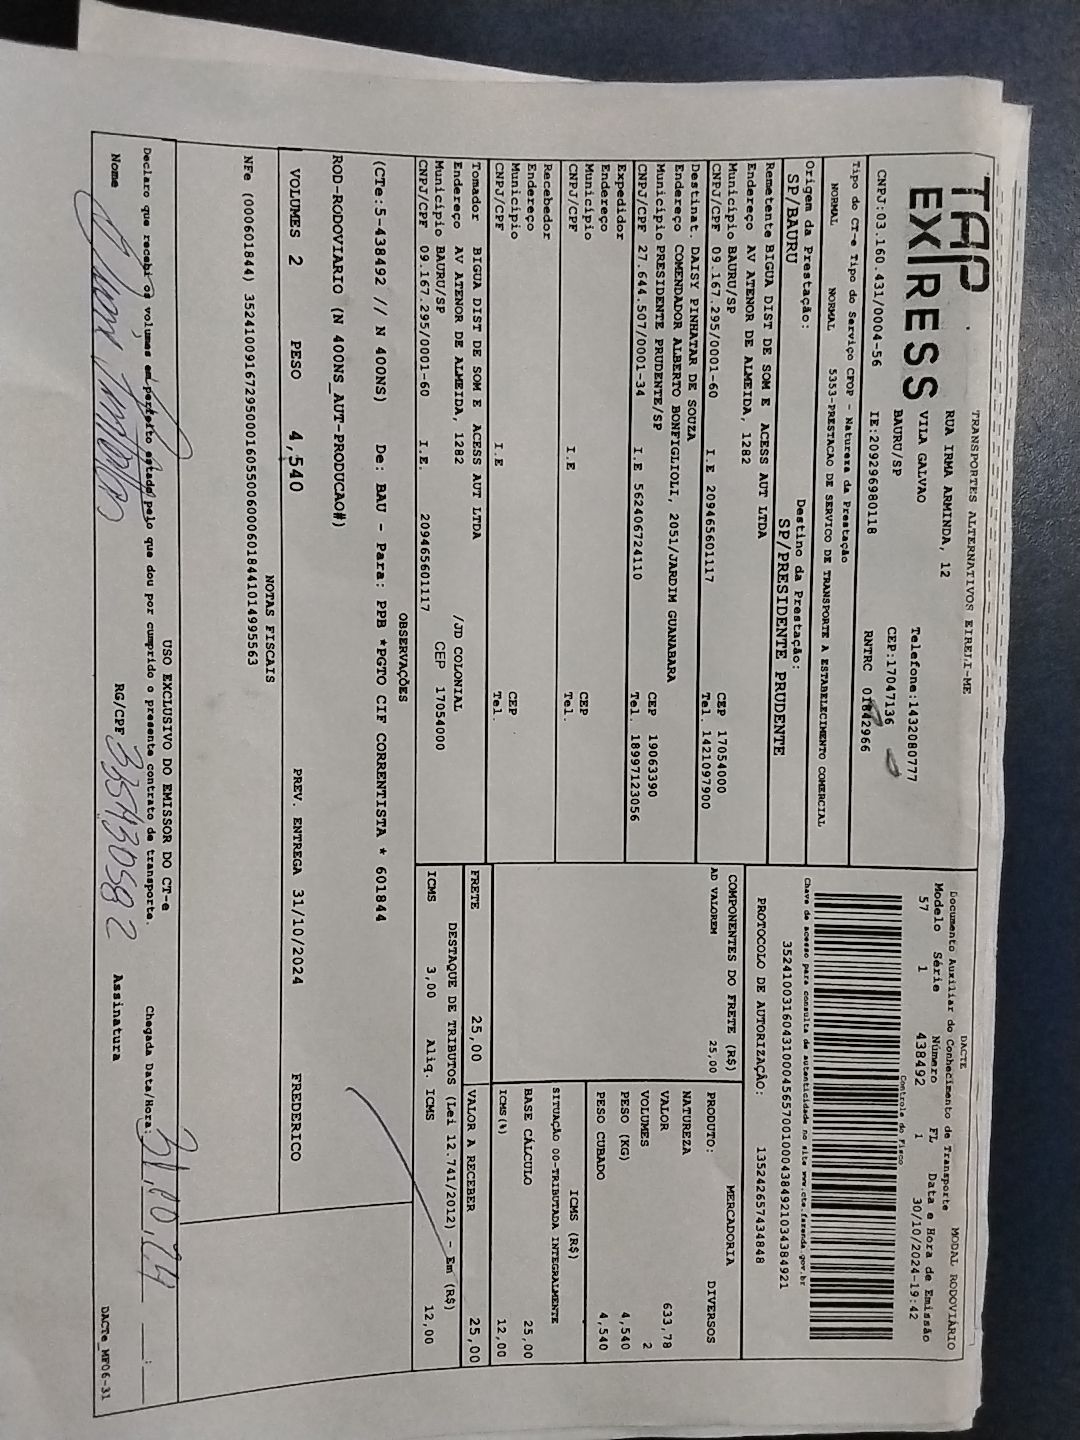 TAP EXPRESS
TRANSPORTES ALTERNATIVOS EIRELI-ME
RUA IRMA ARMINDA, 12
VILA GALVAO
BAURU/SP
Telefone:1432080777
CEP:17047136
CNPJ:03.160.431/0004-56 IE:209296980118 RNTRC 01842966
Tipo do CT-e Tipo do Serviço CFOP - Natureza da Prestação
NORMAL NORMAL 5353-PRESTACAO DE SERVICO DE TRANSPORTE A ESTABELECIMENTO COMERCIAL
Origem da Prestação: Destino da Prestação:
SP/BAURU SP/PRESIDENTE PRUDENTE
Remetente BIGUA DIST DE SOM E ACESS AUT LTDA
Endereço AV ATENOR DE ALMEIDA, 1282
Municipio BAURU/SP CEP 17054000
CNPJ/CPF 09.167.295/0001-60 I.E 209465601117 Tel. 1421097900
Destinat. DAISY PINHATAR DE SOUZA
Endereço COMENDADOR ALBERTO BONFIGLIOLI, 2051/JARDIM GUANABARA
Municipio PRESIDENTE PRUDENTE/SP CEP 19063390
CNPJ/CPF 27.644.507/0001-34 I.E 562406724110 Tel. 18997123056
Expedidor
Endereço
Municipio CEP
CNPJ/CPF I.E Tel.
Recebedor
Endereço
Municipio CEP
CNPJ/CPF I.E Tel.
Tomador BIGUA DIST DE SOM E ACESS AUT LTDA
Endereço AV ATENOR DE ALMEIDA, 1282 /JD COLONIAL
Municipio BAURU/SP CEP 17054000
CNPJ/CPF 09.167.295/0001-60 I.E. 209465601117
DACTE MODAL RODOVIÁRIO
Documento Auxiliar do Conhecimento de Transporte
Modelo Série Número FL Data e Hora de Emissão
57 1 438492 1 30/10/2024-19:42
Controle do Fisco
Chave de acesso para consulta de autenticidade no site www.cte.fazenda.gov.br
35241003160431000456570010004384921034384921
PROTOCOLO DE AUTORIZAÇÃO: 135242657434848
COMPONENTES DO FRETE (R$)
AD VALOREM 25,00
PRODUTO: MERCADORIA
NATUREZA DIVERSOS
VALOR 633,78
VOLUMES 2
PESO (KG) 4,540
PESO CUBADO 4,540
ICMS (R$)
SITUAÇÃO 00-TRIBUTADA INTEGRALMENTE
BASE CÁLCULO 25,00
ICMS(%) 12,00
FRETE 25,00 VALOR A RECEBER 25,00
DESTAQUE DE TRIBUTOS (Lei 12.741/2012) - Em (R$)
ICMS 3,00 Aliq. ICMS 12,00
OBSERVAÇÕES
(CTe:5-438492 // N 400NS) De: BAU - Para: PPB *PGTO CIF CORRENTISTA * 601844
ROD-RODOVIARIO (N 400NS_AUT-PRODUCAO#)
VOLUMES 2 PESO 4,540 PREV. ENTREGA 31/10/2024 FREDERICO
NOTAS FISCAIS
NFe (000601844) 35241009167295000160550060006018441014995563
USO EXCLUSIVO DO EMISSOR DO CT-e
Declaro que recebi os volumes em perfeito estado pelo que dou por cumprido o presente contrato de transporte. Chegada Data/Hora: 31.10.24 __:__
Nome RG/CPF 335430582 Assinatura
DACTe_MF06-31